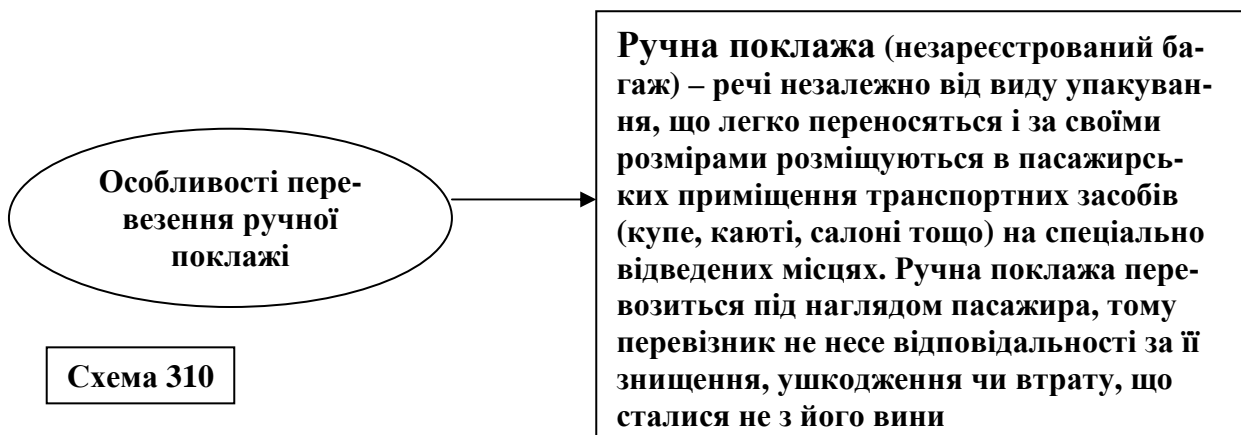 Особливості пере-
везення ручної
поклажі
Схема 310
Ручна поклажа (незареєстрований ба-
гаж) – речі незалежно від виду упакуван-
ня, що легко переносяться і за своїми
розмірами розміщуються в пасажирсь-
ких приміщення транспортних засобів
(купе, каюті, салоні тощо) на спеціально
відведених місцях. Ручна поклажа пере-
возиться під наглядом пасажира, тому
перевізник не несе відповідальності за її
знищення, ушкодження чи втрату, що
сталися не з його вини